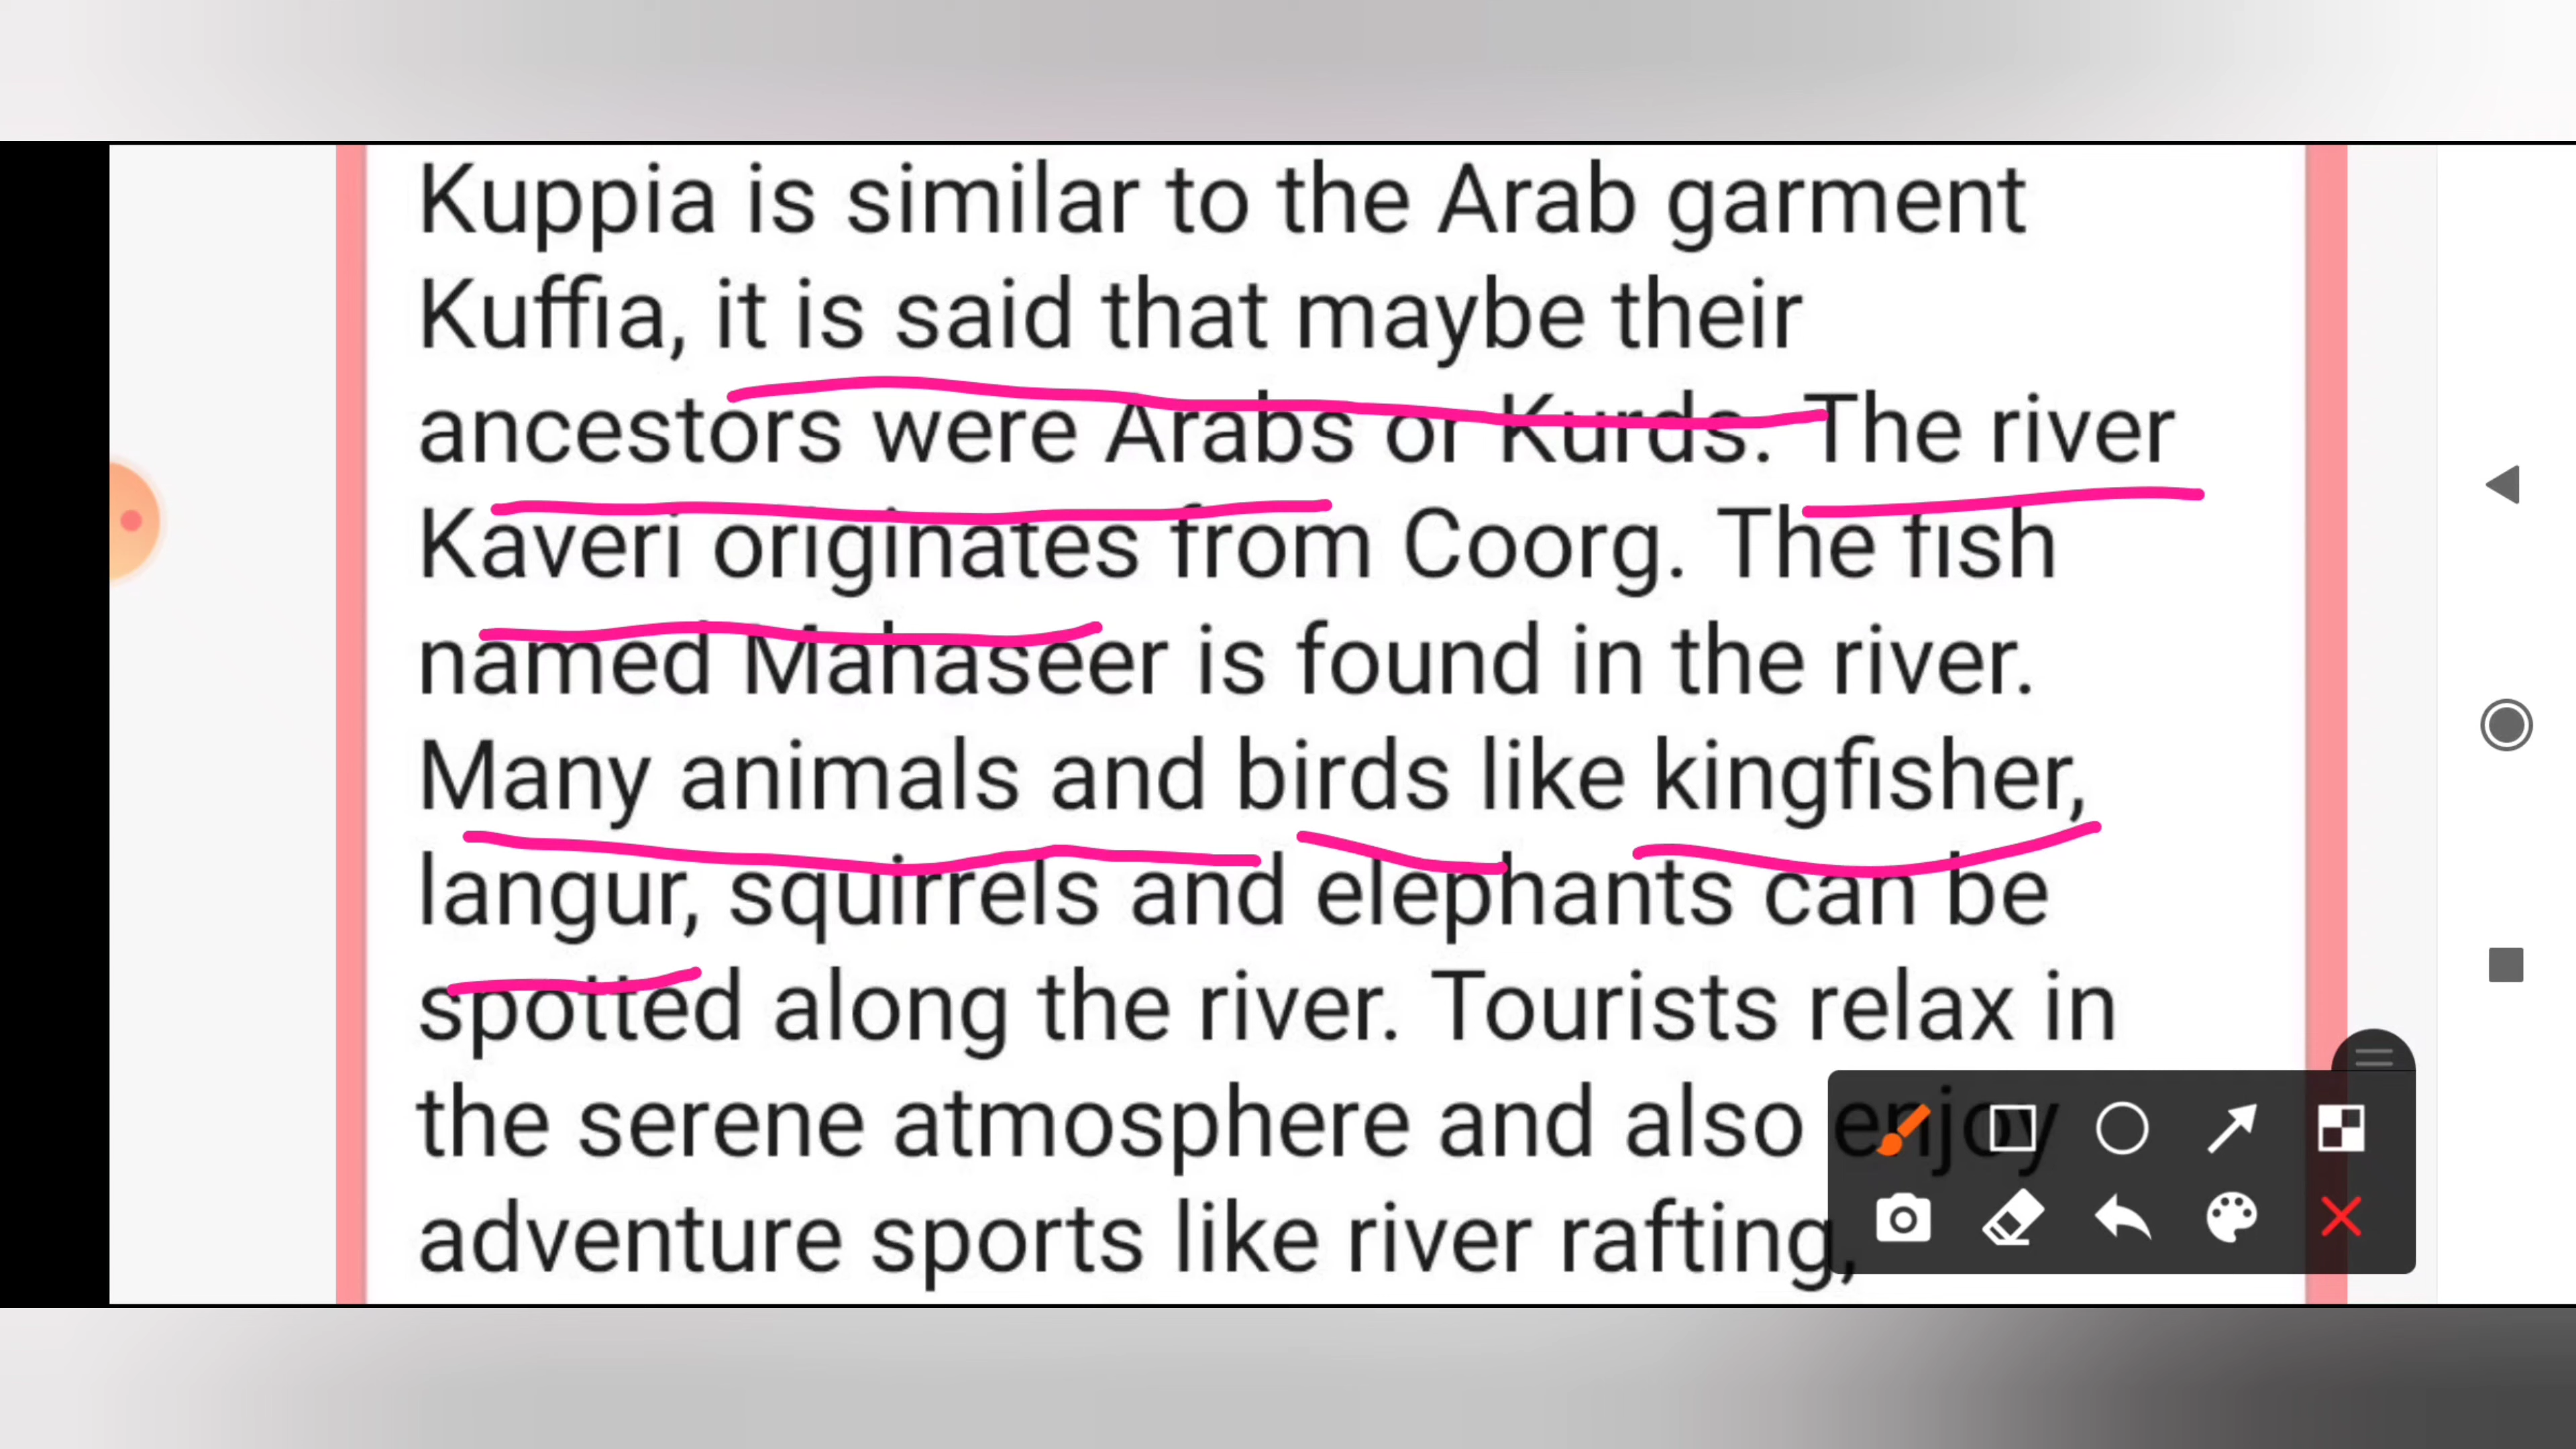 Kuppia is similar to the Arab garment
Kuffia, it is said that maybe their
ancestors were Arabs or Kurds. The river
Kaveri originates from Coorg. The fish
named Mahaseer is found in the river.
Many animals and birds like kingfisher,
langur, squirrels and elephants can be
spotted along the river. Tourists relax in
the serene atmosphere and also enjoy
adventure sports like river rafting,